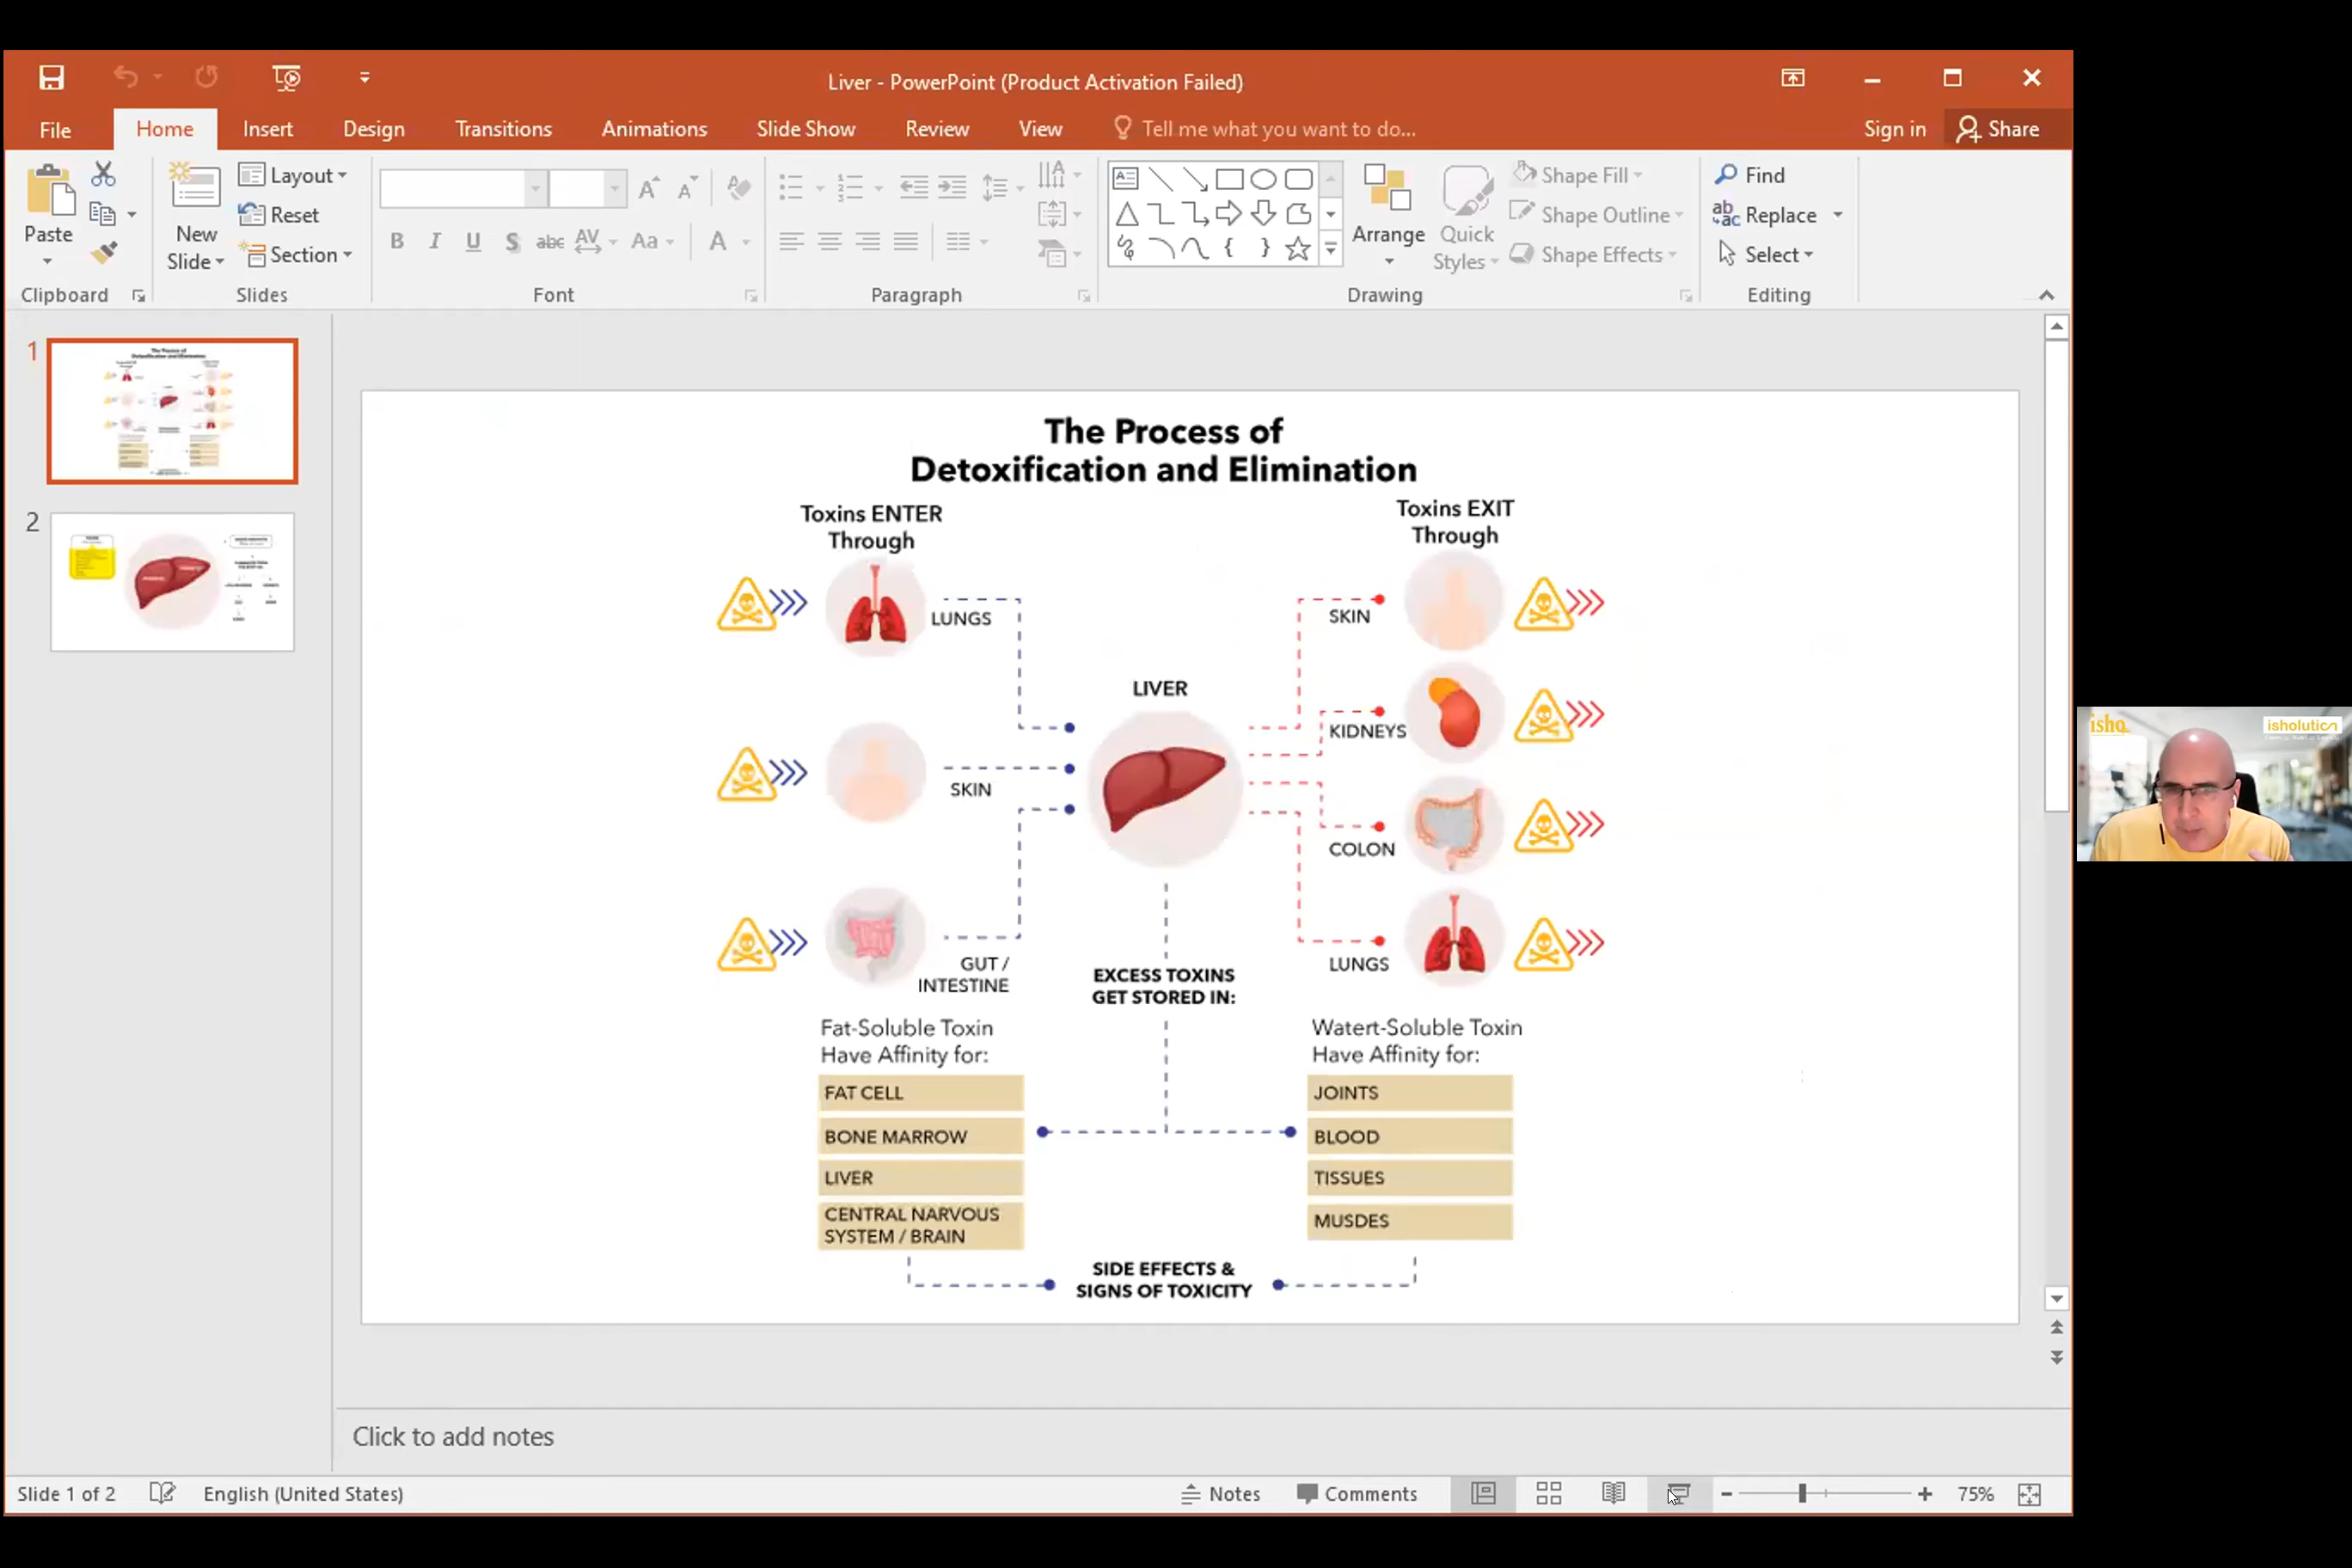 Liver - PowerPoint (Product Activation Failed)
File
Home
Insert
Design
Transitions
Animations
Slide Show
Review
View
Tell me what you want to do...
Sign in
Share
Paste
Clipboard
New
Slide
Layout
Reset
Section
Slides
B I U S abc AV Aa A
Font
Paragraph
Arrange
Quick
Styles
Shape Fill
Shape Outline
Shape Effects
Drawing
Find
Replace
Select
Editing
1
2
The Process of
Detoxification and Elimination
Toxins ENTER
Through
Toxins EXIT
Through
LUNGS
SKIN
GUT /
INTESTINE
LIVER
SKIN
KIDNEYS
COLON
LUNGS
EXCESS TOXINS
GET STORED IN:
Fat-Soluble Toxin
Have Affinity for:
FAT CELL
BONE MARROW
LIVER
CENTRAL NARVOUS
SYSTEM / BRAIN
Watert-Soluble Toxin
Have Affinity for:
JOINTS
BLOOD
TISSUES
MUSDES
SIDE EFFECTS &
SIGNS OF TOXICITY
isho
isholution
Click to add notes
Slide 1 of 2
English (United States)
Notes
Comments
75%